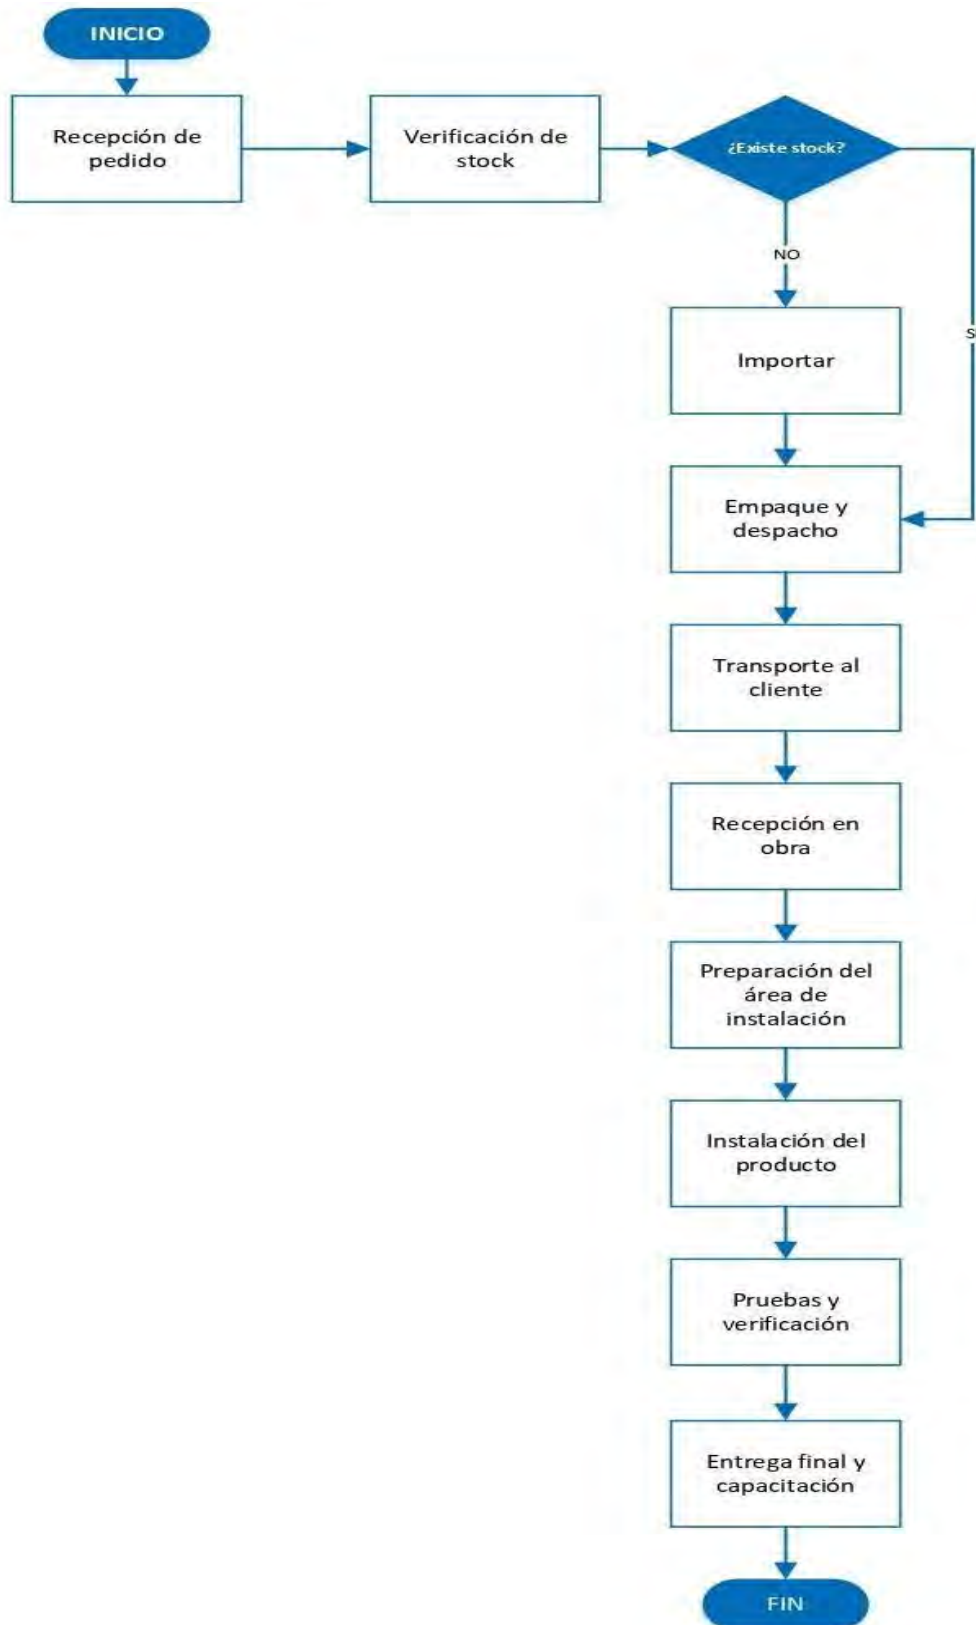 INICIO
Recepción de
pedido
Verificación de
stock
¿Existe stock?
NO
S
Importar
Empaque y
despacho
Transporte al
cliente
Recepción en
obra
Preparación del
área de
instalación
Instalación del
producto
Pruebas y
verificación
Entrega final y
capacitación
FIN